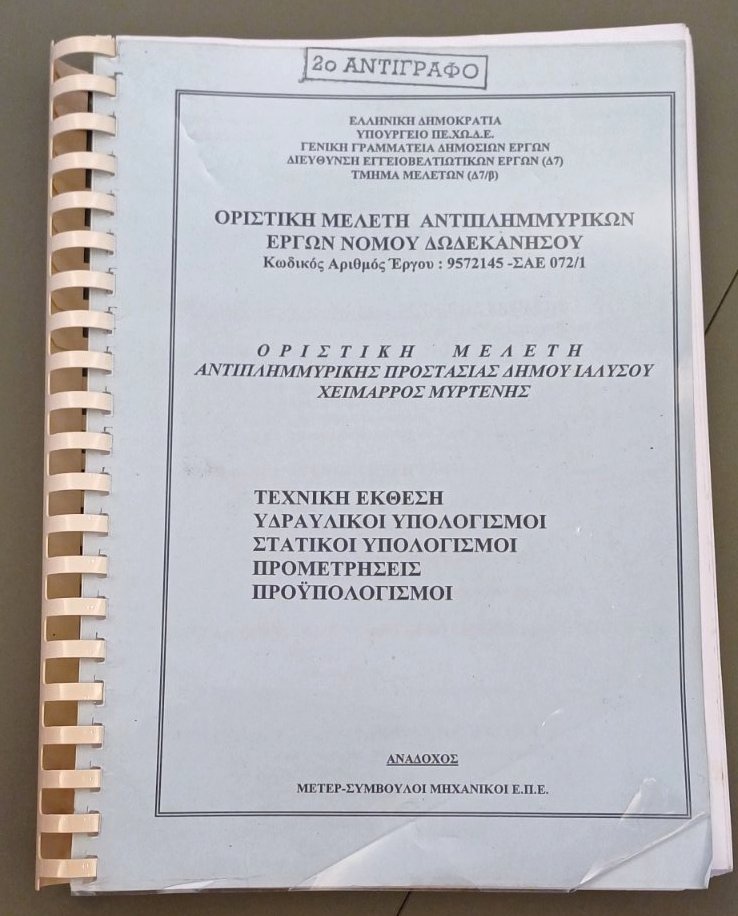 2ο ΑΝΤΙΓΡΑΦΟ
ΕΛΛΗΝΙΚΗ ΔΗΜΟΚΡΑΤΙΑ
ΥΠΟΥΡΓΕΙΟ ΠΕ.ΧΩ.Δ.Ε.
ΓΕΝΙΚΗ ΓΡΑΜΜΑΤΕΙΑ ΔΗΜΟΣΙΩΝ ΕΡΓΩΝ
ΔΙΕΥΘΥΝΣΗ ΕΓΓΕΙΟΒΕΛΤΙΩΤΙΚΩΝ ΕΡΓΩΝ (Δ7)
ΤΜΗΜΑ ΜΕΛΕΤΩΝ (Δ7/β)
ΟΡΙΣΤΙΚΗ ΜΕΛΕΤΗ ΑΝΤΙΠΛΗΜΜΥΡΙΚΩΝ
ΕΡΓΩΝ ΝΟΜΟΥ ΔΩΔΕΚΑΝΗΣΟΥ
Κωδικός Αριθμός Έργου : 9572145 -ΣΑΕ 072/1
Ο Ρ Ι Σ Τ Ι Κ Η Μ Ε Λ Ε Τ Η
ΑΝΤΙΠΛΗΜΜΥΡΙΚΗΣ ΠΡΟΣΤΑΣΙΑΣ ΔΗΜΟΥ ΙΑΛΥΣΟΥ
ΧΕΙΜΑΡΡΟΣ ΜΥΡΤΕΝΗΣ
ΤΕΧΝΙΚΗ ΕΚΘΕΣΗ
ΥΔΡΑΥΛΙΚΟΙ ΥΠΟΛΟΓΙΣΜΟΙ
ΣΤΑΤΙΚΟΙ ΥΠΟΛΟΓΙΣΜΟΙ
ΠΡΟΜΕΤΡΗΣΕΙΣ
ΠΡΟΫΠΟΛΟΓΙΣΜΟΙ
ΑΝΑΔΟΧΟΣ
ΜΕΤΕΡ-ΣΥΜΒΟΥΛΟΙ ΜΗΧΑΝΙΚΟΙ Ε.Π.Ε.